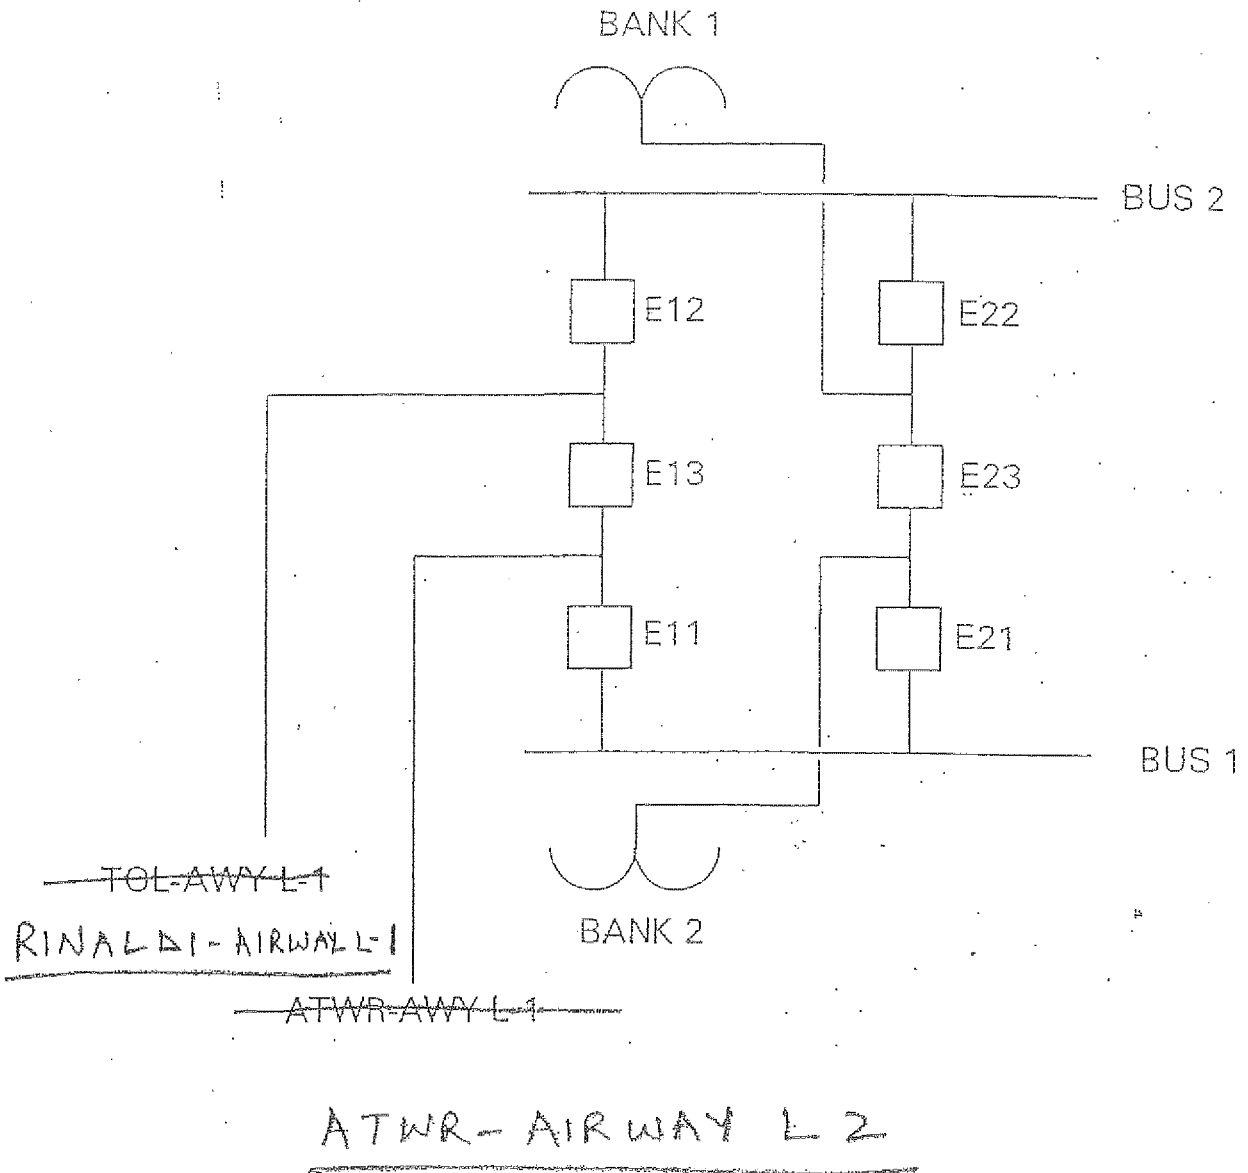 BANK 1
BUS 2
E12
E22
E13
E23
E11
E21
BUS 1
TOL-AWY L-1
RINALDI-AIRWAY L-1
BANK 2
ATWR-AWY L-1
ATWR-AIRWAY L 2